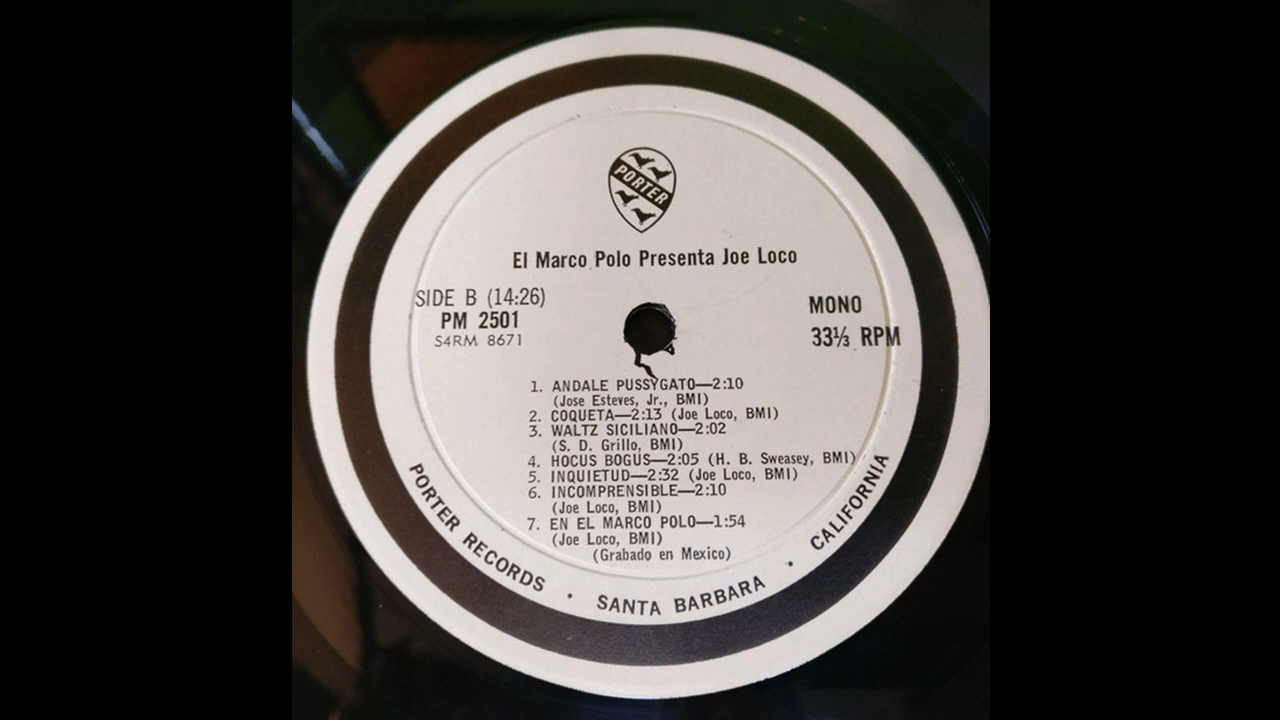 PORTER
El Marco Polo Presenta Joe Loco
SIDE B (14:26)
PM 2501
S4RM 8671
MONO
33⅓ RPM
1. ANDALE PUSSYGATO—2:10
(Jose Esteves, Jr., BMI)
2. COQUETA—2:13 (Joe Loco, BMI)
3. WALTZ SICILIANO—2:02
(S. D. Grillo, BMI)
4. HOCUS BOGUS—2:05 (H. B. Sweasey, BMI)
5. INQUIETUD—2:32 (Joe Loco, BMI)
6. INCOMPRENSIBLE—2:10
(Joe Loco, BMI)
7. EN EL MARCO POLO—1:54
(Joe Loco, BMI)
(Grabado en Mexico)
PORTER RECORDS • SANTA BARBARA • CALIFORNIA